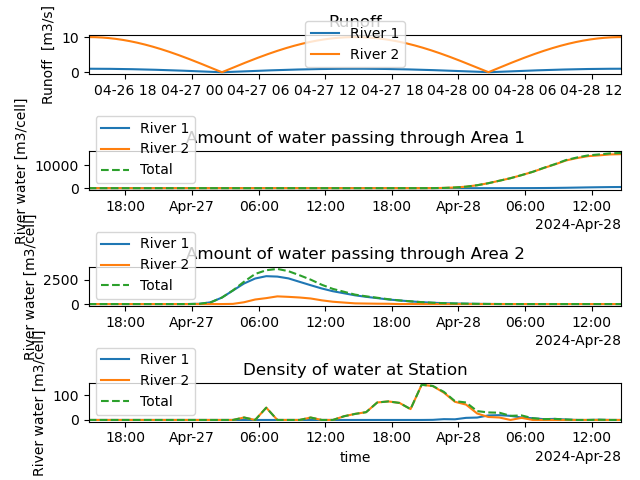 Runoff
Runoff  [m3/s]
10
0
River 1
River 2
04-26 18 04-27 00 04-27 06 04-27 12 04-27 18 04-28 00 04-28 06 04-28 12
Amount of water passing through Area 1
River water [m3/cell]
10000
0
River 1
River 2
Total
18:00 Apr-27 06:00 12:00 18:00 Apr-28 06:00 12:00
2024-Apr-28
Amount of water passing through Area 2
River water [m3/cell]
2500
0
River 1
River 2
Total
18:00 Apr-27 06:00 12:00 18:00 Apr-28 06:00 12:00
2024-Apr-28
Density of water at Station
River water [m3/cell]
100
0
River 1
River 2
Total
18:00 Apr-27 06:00 12:00 18:00 Apr-28 06:00 12:00
time
2024-Apr-28